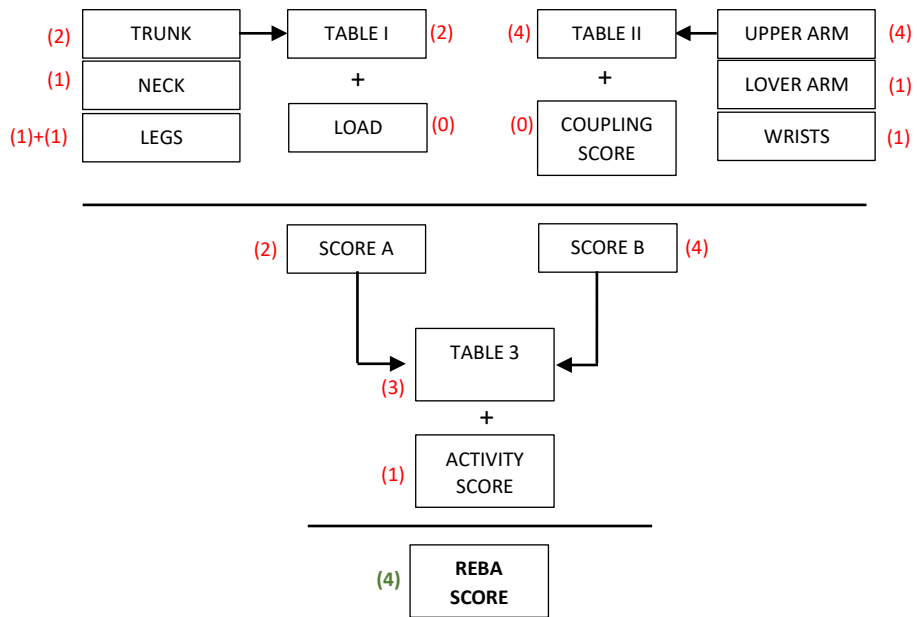 (2) TRUNK TABLE I (2) (4) TABLE II UPPER ARM (4)
(1) NECK + + LOVER ARM (1)
(1)+(1) LEGS LOAD (0) (0) COUPLING SCORE WRISTS (1)
(2) SCORE A SCORE B (4)
TABLE 3
(3)
+
(1) ACTIVITY
SCORE
(4) REBA
SCORE